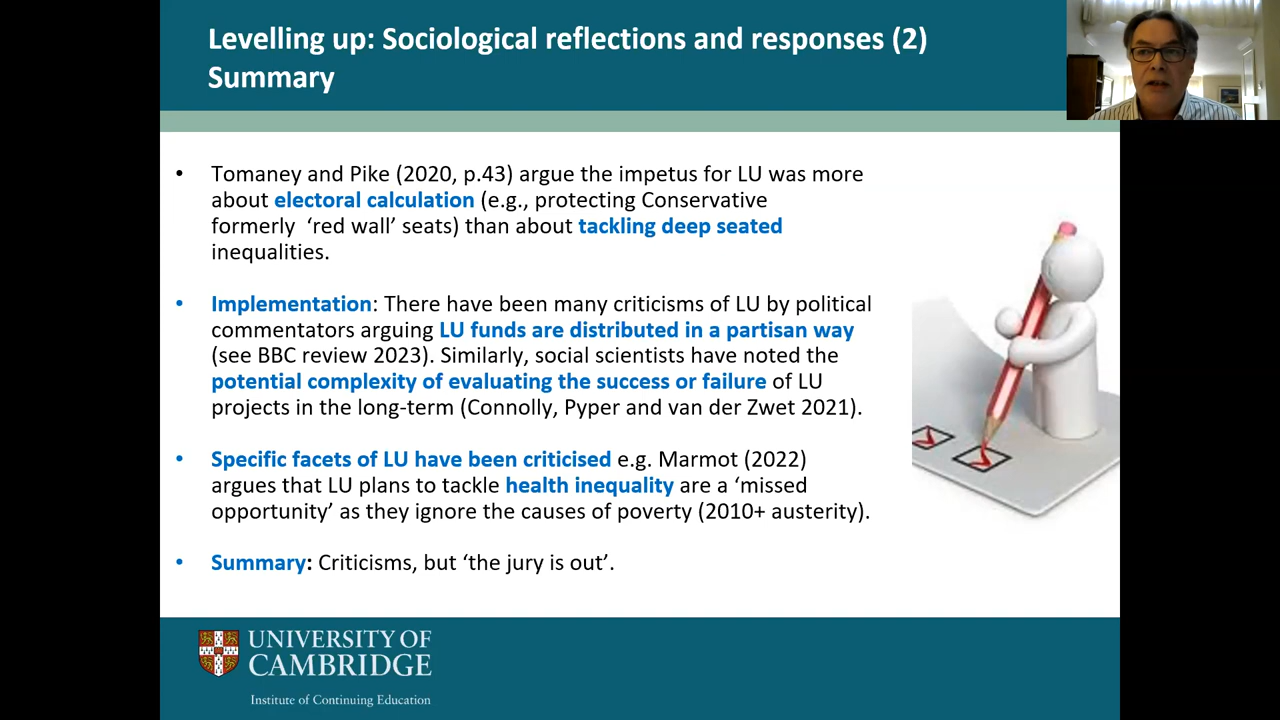 Levelling up: Sociological reflections and responses (2)
Summary
• Tomaney and Pike (2020, p.43) argue the impetus for LU was more
about electoral calculation (e.g., protecting Conservative
formerly ‘red wall’ seats) than about tackling deep seated
inequalities.
• Implementation: There have been many criticisms of LU by political
commentators arguing LU funds are distributed in a partisan way
(see BBC review 2023). Similarly, social scientists have noted the
potential complexity of evaluating the success or failure of LU
projects in the long-term (Connolly, Pyper and van der Zwet 2021).
• Specific facets of LU have been criticised e.g. Marmot (2022)
argues that LU plans to tackle health inequality are a ‘missed
opportunity’ as they ignore the causes of poverty (2010+ austerity).
• Summary: Criticisms, but ‘the jury is out’.
UNIVERSITY OF
CAMBRIDGE
Institute of Continuing Education